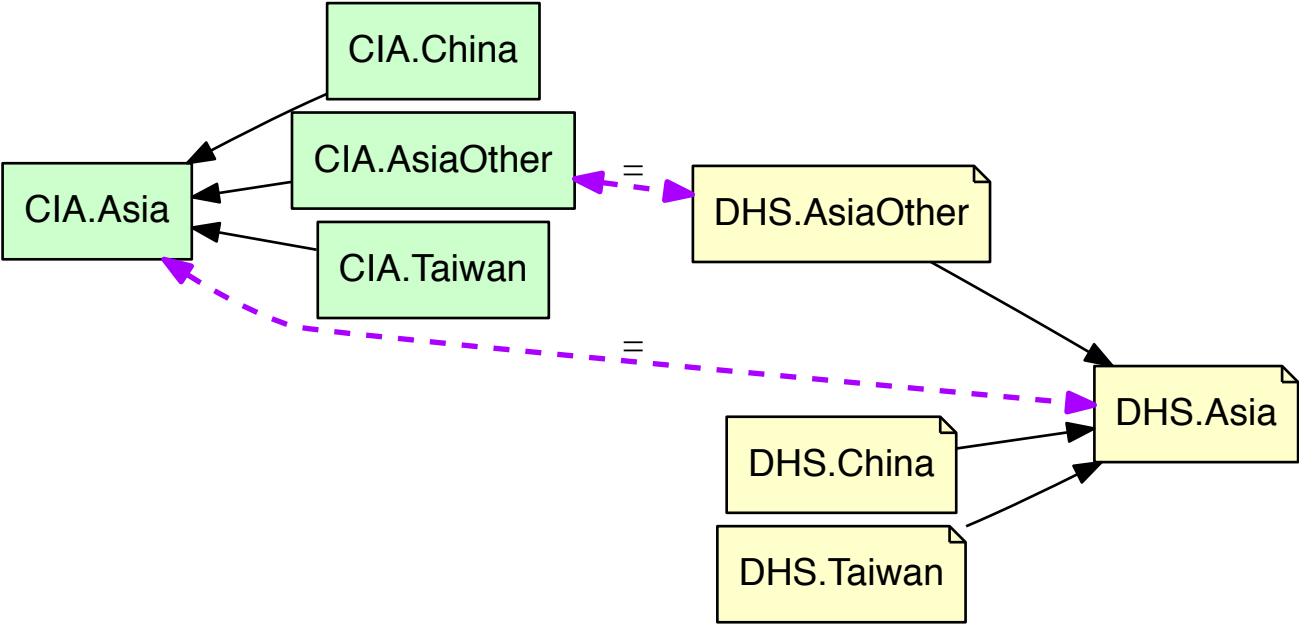 CIA.China
CIA.AsiaOther
=
CIA.Asia
DHS.AsiaOther
CIA.Taiwan
=
DHS.Asia
DHS.China
DHS.Taiwan